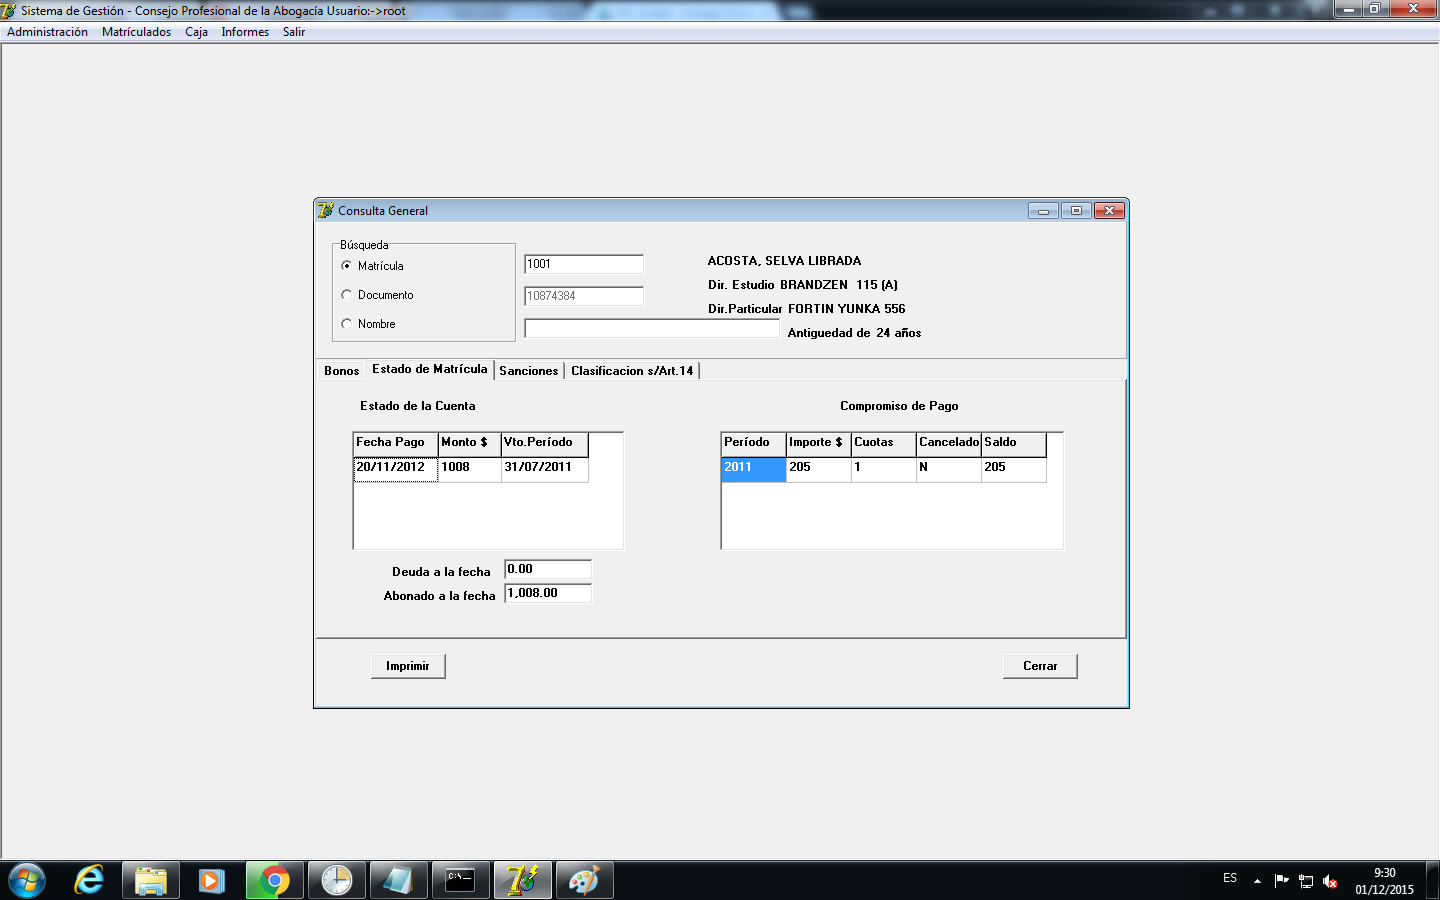 Sistema de Gestión - Consejo Profesional de la Abogacía Usuario:->root
Administración Matrículados Caja Informes Salir
Consulta General
Búsqueda
Matrícula 1001
Documento 10874384
Nombre
ACOSTA, SELVA LIBRADA
Dir. Estudio BRANDZEN 115 (A)
Dir.Particular FORTIN YUNKA 556
Antiguedad de 24 años
Bonos Estado de Matrícula Sanciones Clasificacion s/Art.14
Estado de la Cuenta
Fecha Pago Monto $ Vto.Período
20/11/2012 1008 31/07/2011
Deuda a la fecha 0.00
Abonado a la fecha 1,008.00
Compromiso de Pago
Período Importe $ Cuotas Cancelado Saldo
2011 205 1 N 205
Imprimir Cerrar
C:\_
ES
9:30
01/12/2015